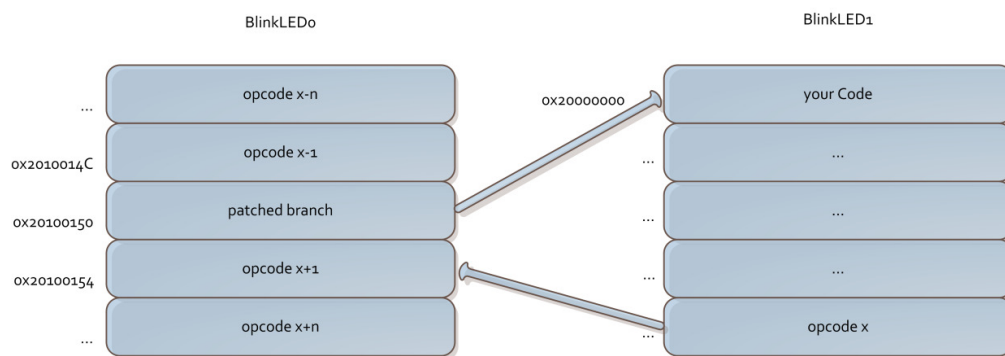 BlinkLED0
BlinkLED1
opcode x-n
0x20000000
your Code
...
opcode x-1
...
0x2010014C
...
patched branch
...
0x20100150
...
opcode x+1
...
0x20100154
...
opcode x+n
opcode x
...
...